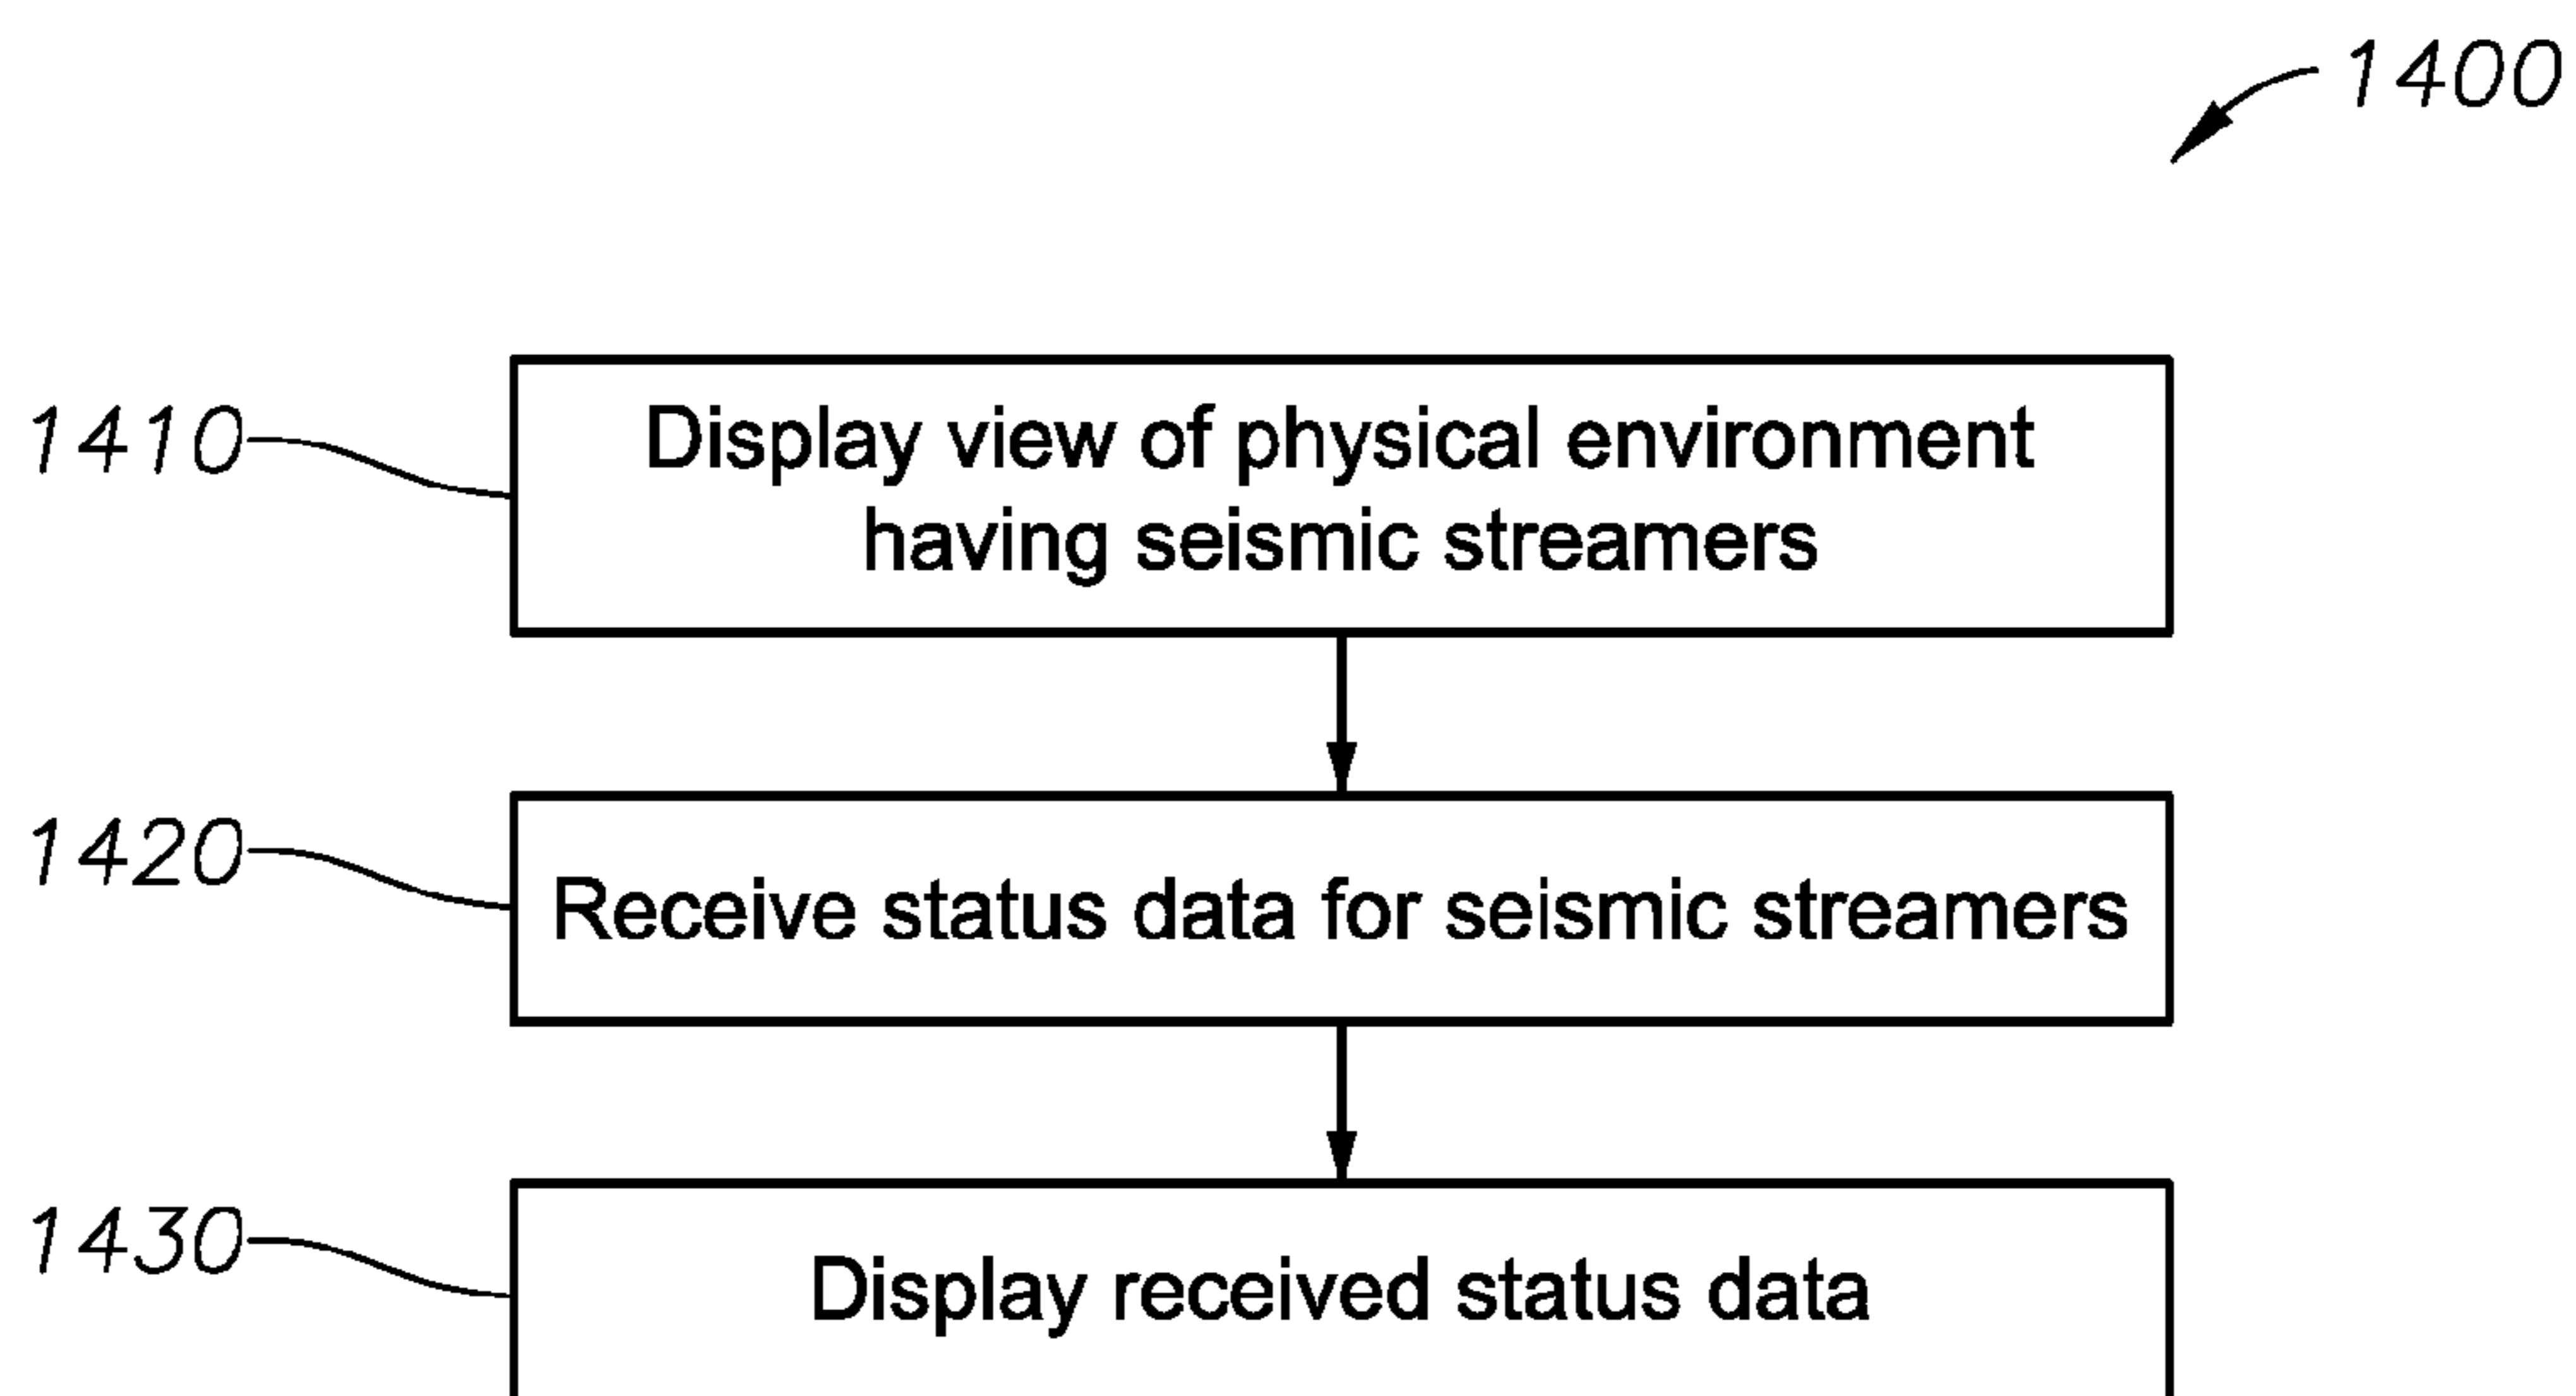 1400
1410
Display view of physical environment
having seismic streamers
1420
Receive status data for seismic streamers
1430
Display received status data